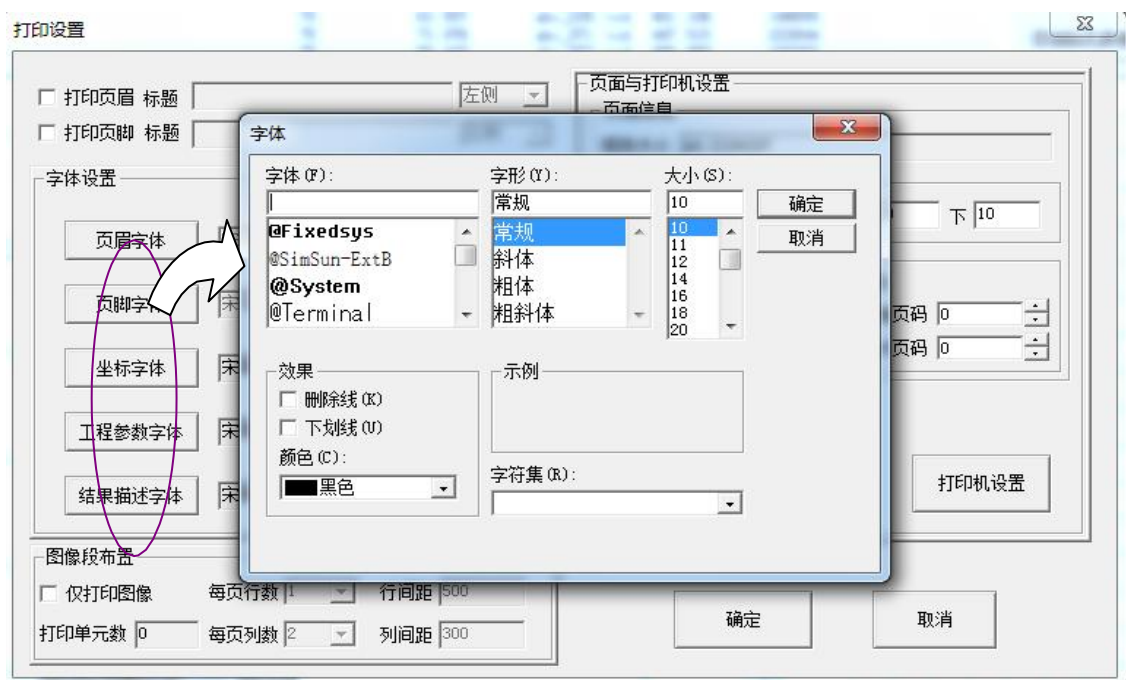 打印设置
打印页眉 标题 左侧
打印页脚 标题
页面与打印机设置
页面信息
字体设置
页眉字体
页脚字体 宋
坐标字体 宋
工程参数字体 宋
结果描述字体 宋
下 10
页码 0
页码 0
打印机设置
字体
字体(F): 字形(Y): 大小(S):
常规 10 确定
@Fixedsys 常规 10 取消
@SimSun-ExtB 斜体 11
@System 粗体 12
@Terminal 粗斜体 14
16
18
20
效果 示例
删除线(K)
下划线(U)
颜色(C):
黑色
字符集(R):
图像段布置
仅打印图像 每页行数 1 行间距 500
打印单元数 0 每页列数 2 列间距 300
确定 取消